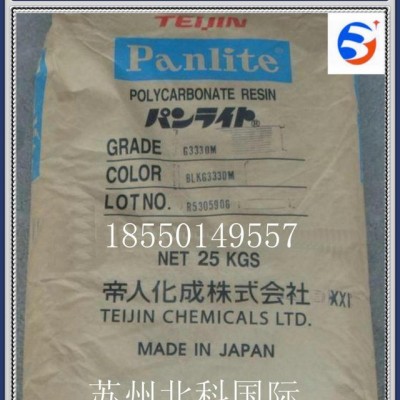 TEIJIN
Panlite
POLYCARBONATE RESIN
パンライト®
GRADE G3330M
COLOR BLKG3330M
LOT NO. R530590G
18550149557
NET 25 KGS
帝人化成株式会社
TEIJIN CHEMICALS LTD.
MADE IN JAPAN
苏州北科国际